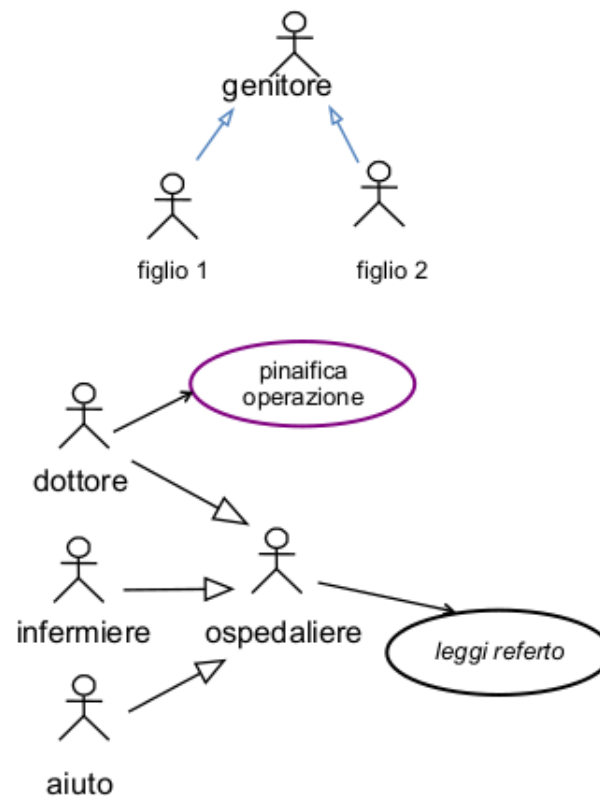 genitore
figlio 1
figlio 2
pinaifica
operazione
dottore
infermiere
ospedaliere
leggi referto
aiuto